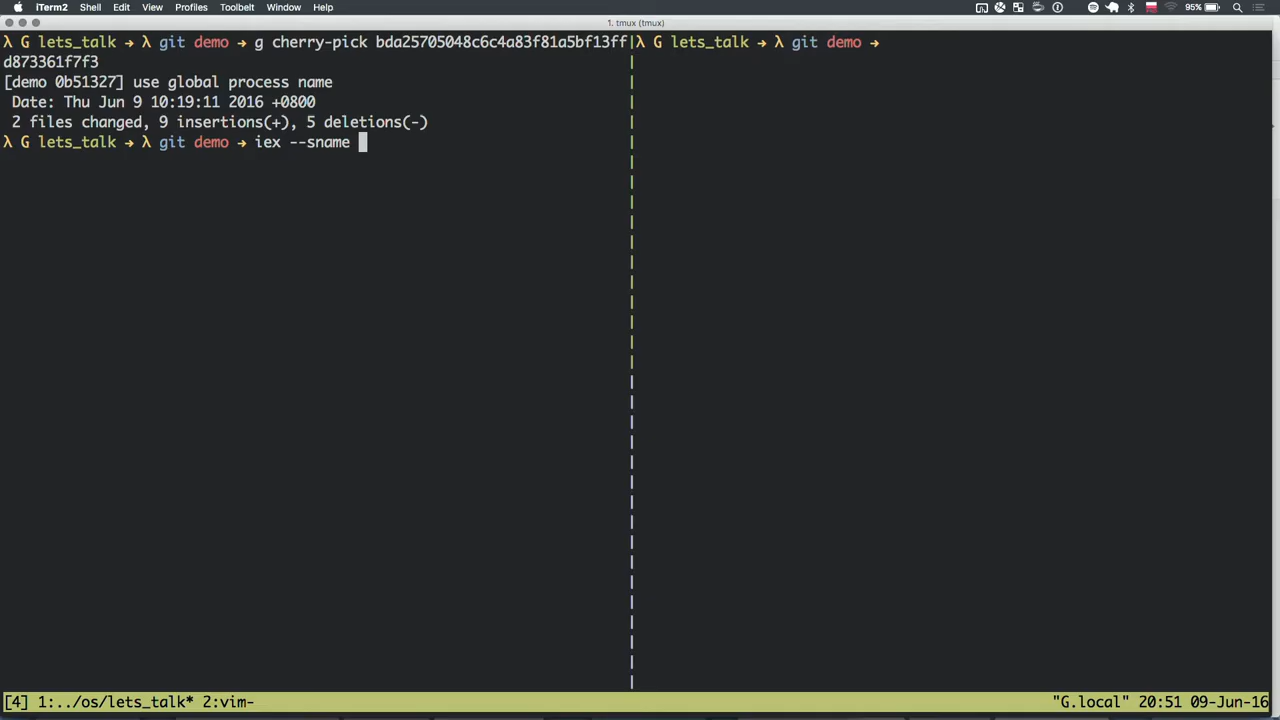 iTerm2 Shell Edit View Profiles Toolbelt Window Help 95%
1. tmux (tmux)
λ G lets_talk → λ git demo → g cherry-pick bda25705048c6c4a83f81a5bf13ff
d873361f7f3
[demo 0b51327] use global process name
Date: Thu Jun 9 10:19:11 2016 +0800
2 files changed, 9 insertions(+), 5 deletions(-)
λ G lets_talk → λ git demo → iex --sname
λ G lets_talk → λ git demo →
[4] 1:../os/lets_talk* 2:vim- "G.local" 20:51 09-Jun-16